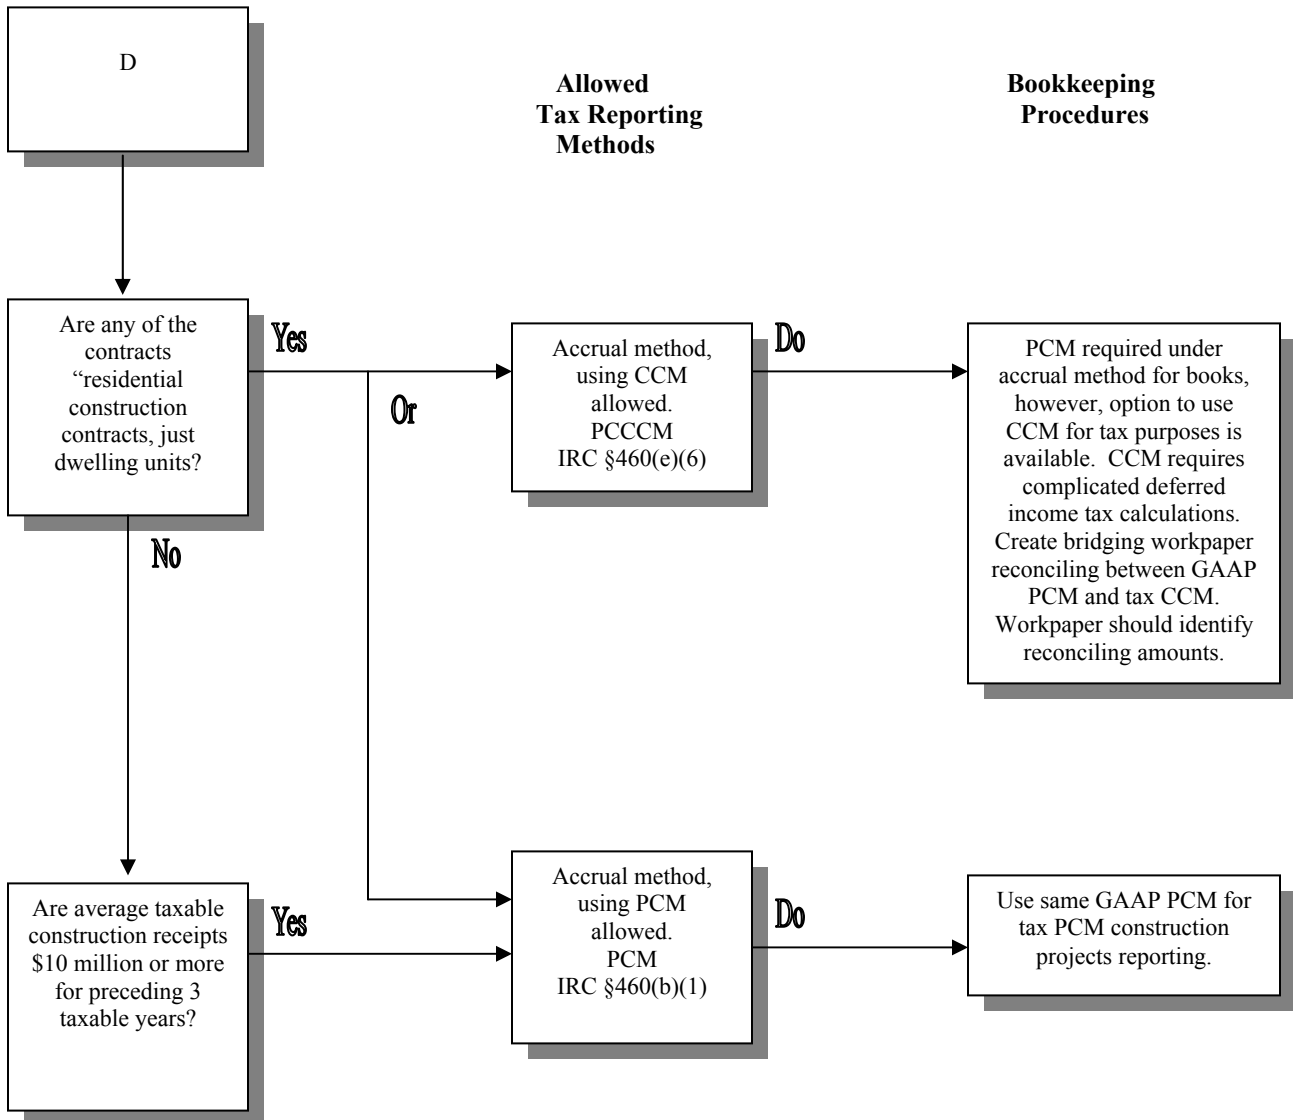 D
Allowed
Tax Reporting
Methods
Bookkeeping
Procedures
Are any of the
contracts
“residential
construction
contracts, just
dwelling units?
Yes
Or
Accrual method,
using CCM
allowed.
PCCCM
IRC §460(e)(6)
Do
PCM required under
accrual method for books,
however, option to use
CCM for tax purposes is
available.  CCM requires
complicated deferred
income tax calculations.
Create bridging workpaper
reconciling between GAAP
PCM and tax CCM.
Workpaper should identify
reconciling amounts.
No
Are average taxable
construction receipts
$10 million or more
for preceding 3
taxable years?
Yes
Accrual method,
using PCM
allowed.
PCM
IRC §460(b)(1)
Do
Use same GAAP PCM for
tax PCM construction
projects reporting.